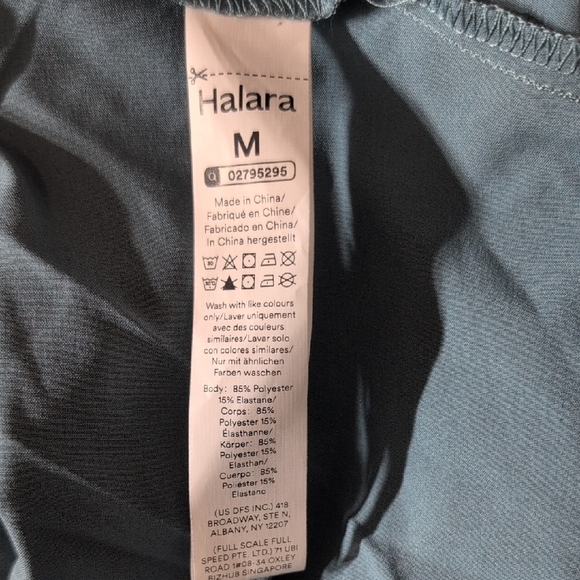 Halara
M
02795295
Made in China/
Fabriqué en Chine/
Fabricado en China/
In China hergestellt
Wash with like colours
only/Laver uniquement
avec des couleurs
similaires/Lavar solo
con colores similares/
Nur mit ähnlichen
Farben waschen
Body: 85% Polyester
15% Elastane/
Corps: 85%
Polyester 15%
Élasthanne/
Körper: 85%
Polyester 15%
Elasthan/
Cuerpo: 85%
Poliéster 15%
Elastano
(US DFS INC.) 418
BROADWAY, STE N,
ALBANY, NY 12207
(FULL SCALE FULL
SPEED PTE. LTD.) 71 UBI
ROAD 1#08-34 OXLEY
BIZHUB SINGAPORE